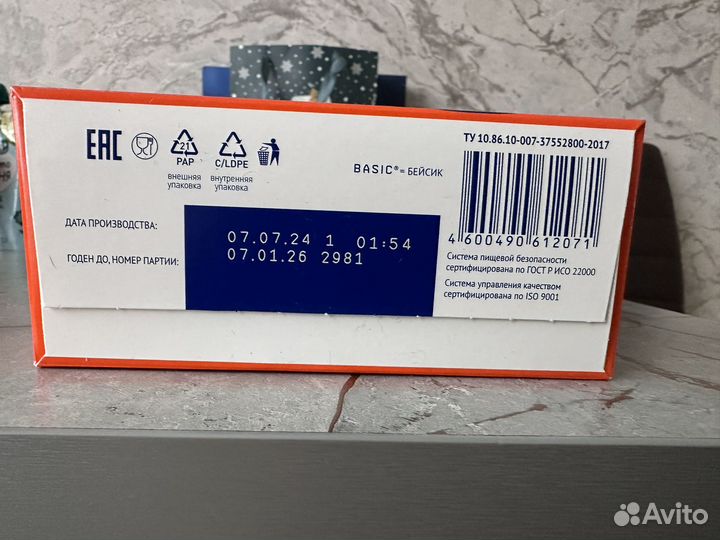 EAC
21
PAP
C/LDPE
внешняя
упаковка
внутренняя
упаковка
BASIC®= БЕЙСИК
ТУ 10.86.10-007-37552800-2017
4 600490 612071
Система пищевой безопасности
сертифицирована по ГОСТ Р ИСО 22000
Система управления качеством
сертифицирована по ISO 9001
ДАТА ПРОИЗВОДСТВА:
07.07.24 1 01:54
ГОДЕН ДО, НОМЕР ПАРТИИ:
07.01.26 2981
Avito